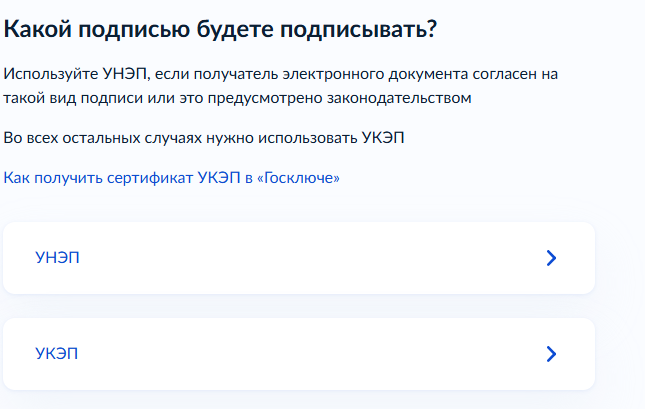 Какой подписью будете подписывать?
Используйте УНЭП, если получатель электронного документа согласен на
такой вид подписи или это предусмотрено законодательством
Во всех остальных случаях нужно использовать УКЭП
Как получить сертификат УКЭП в «Госключе»
УНЭП
УКЭП